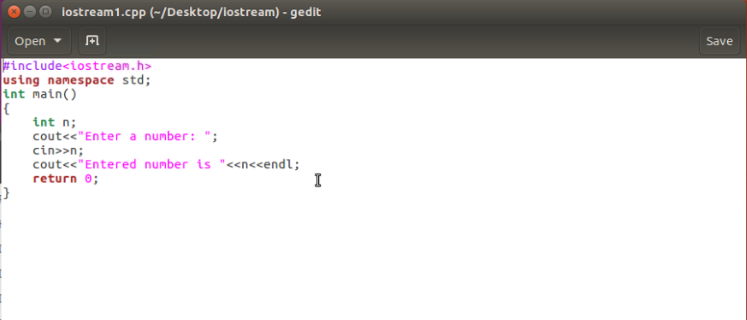 iostream1.cpp (~/Desktop/iostream) - gedit
Open Save
#include<iostream.h>
using namespace std;
int main()
{
    int n;
    cout<<"Enter a number: ";
    cin>>n;
    cout<<"Entered number is "<<n<<endl;
    return 0;
}